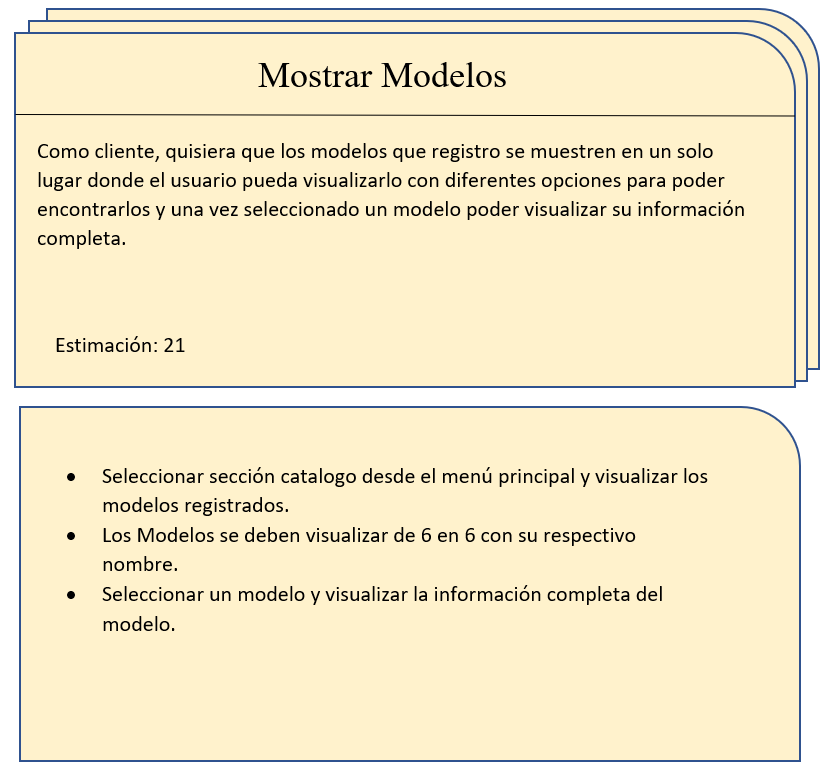 Mostrar Modelos
Como cliente, quisiera que los modelos que registro se muestren en un solo
lugar donde el usuario pueda visualizarlo con diferentes opciones para poder
encontrarlos y una vez seleccionado un modelo poder visualizar su información
completa.
Estimación: 21
• Seleccionar sección catalogo desde el menú principal y visualizar los
modelos registrados.
• Los Modelos se deben visualizar de 6 en 6 con su respectivo
nombre.
• Seleccionar un modelo y visualizar la información completa del
modelo.